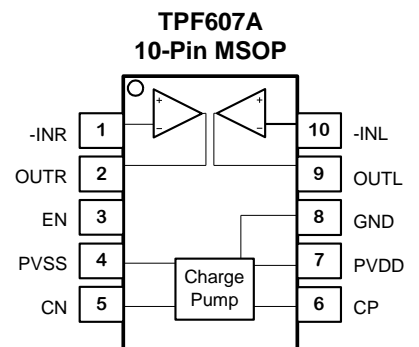 TPF607A
10-Pin MSOP
-INR 1 + − + − 10 -INL
OUTR 2 9 OUTL
EN 3 8 GND
PVSS 4 7 PVDD
Charge
Pump
CN 5 6 CP